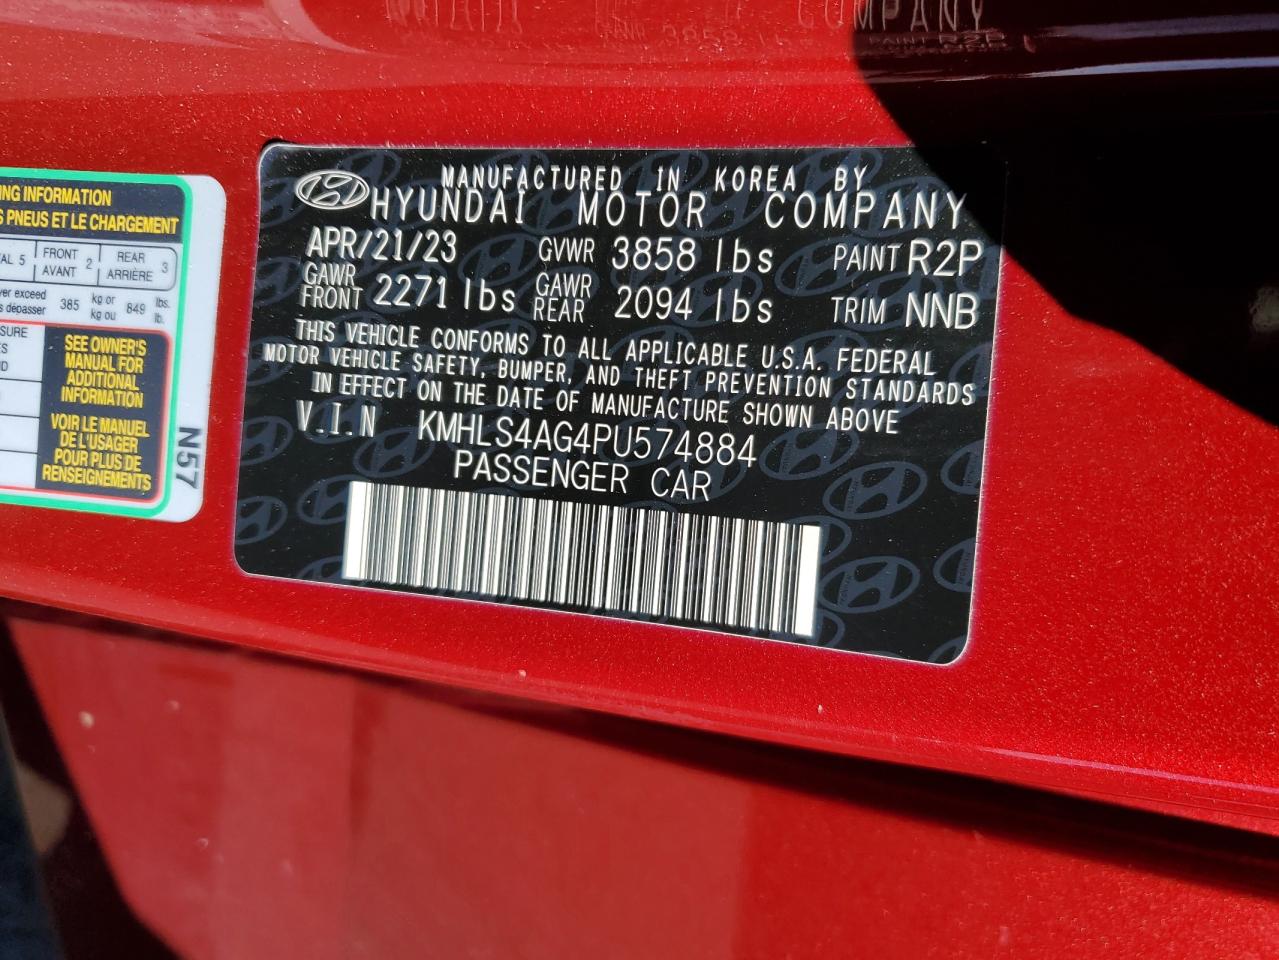 MANUFACTURED IN KOREA BY
HYUNDAI MOTOR COMPANY
APR/21/23 GVWR 3858 lbs PAINT R2P
GAWR FRONT 2271 lbs GAWR REAR 2094 lbs TRIM NNB
THIS VEHICLE CONFORMS TO ALL APPLICABLE U.S.A. FEDERAL
MOTOR VEHICLE SAFETY, BUMPER, AND THEFT PREVENTION STANDARDS
IN EFFECT ON THE DATE OF MANUFACTURE SHOWN ABOVE
V.I.N KMHLS4AG4PU574884
PASSENGER CAR
INFORMATION
PNEUS ET LE CHARGEMENT
5 FRONT AVANT 2 REAR ARRIÈRE 3
exceed
dépasser 385 kg or kg ou 849 lbs. lb.
SEE OWNER'S
MANUAL FOR
ADDITIONAL
INFORMATION
VOIR LE MANUEL
DE L'USAGER
POUR PLUS DE
RENSEIGNEMENTS
N57